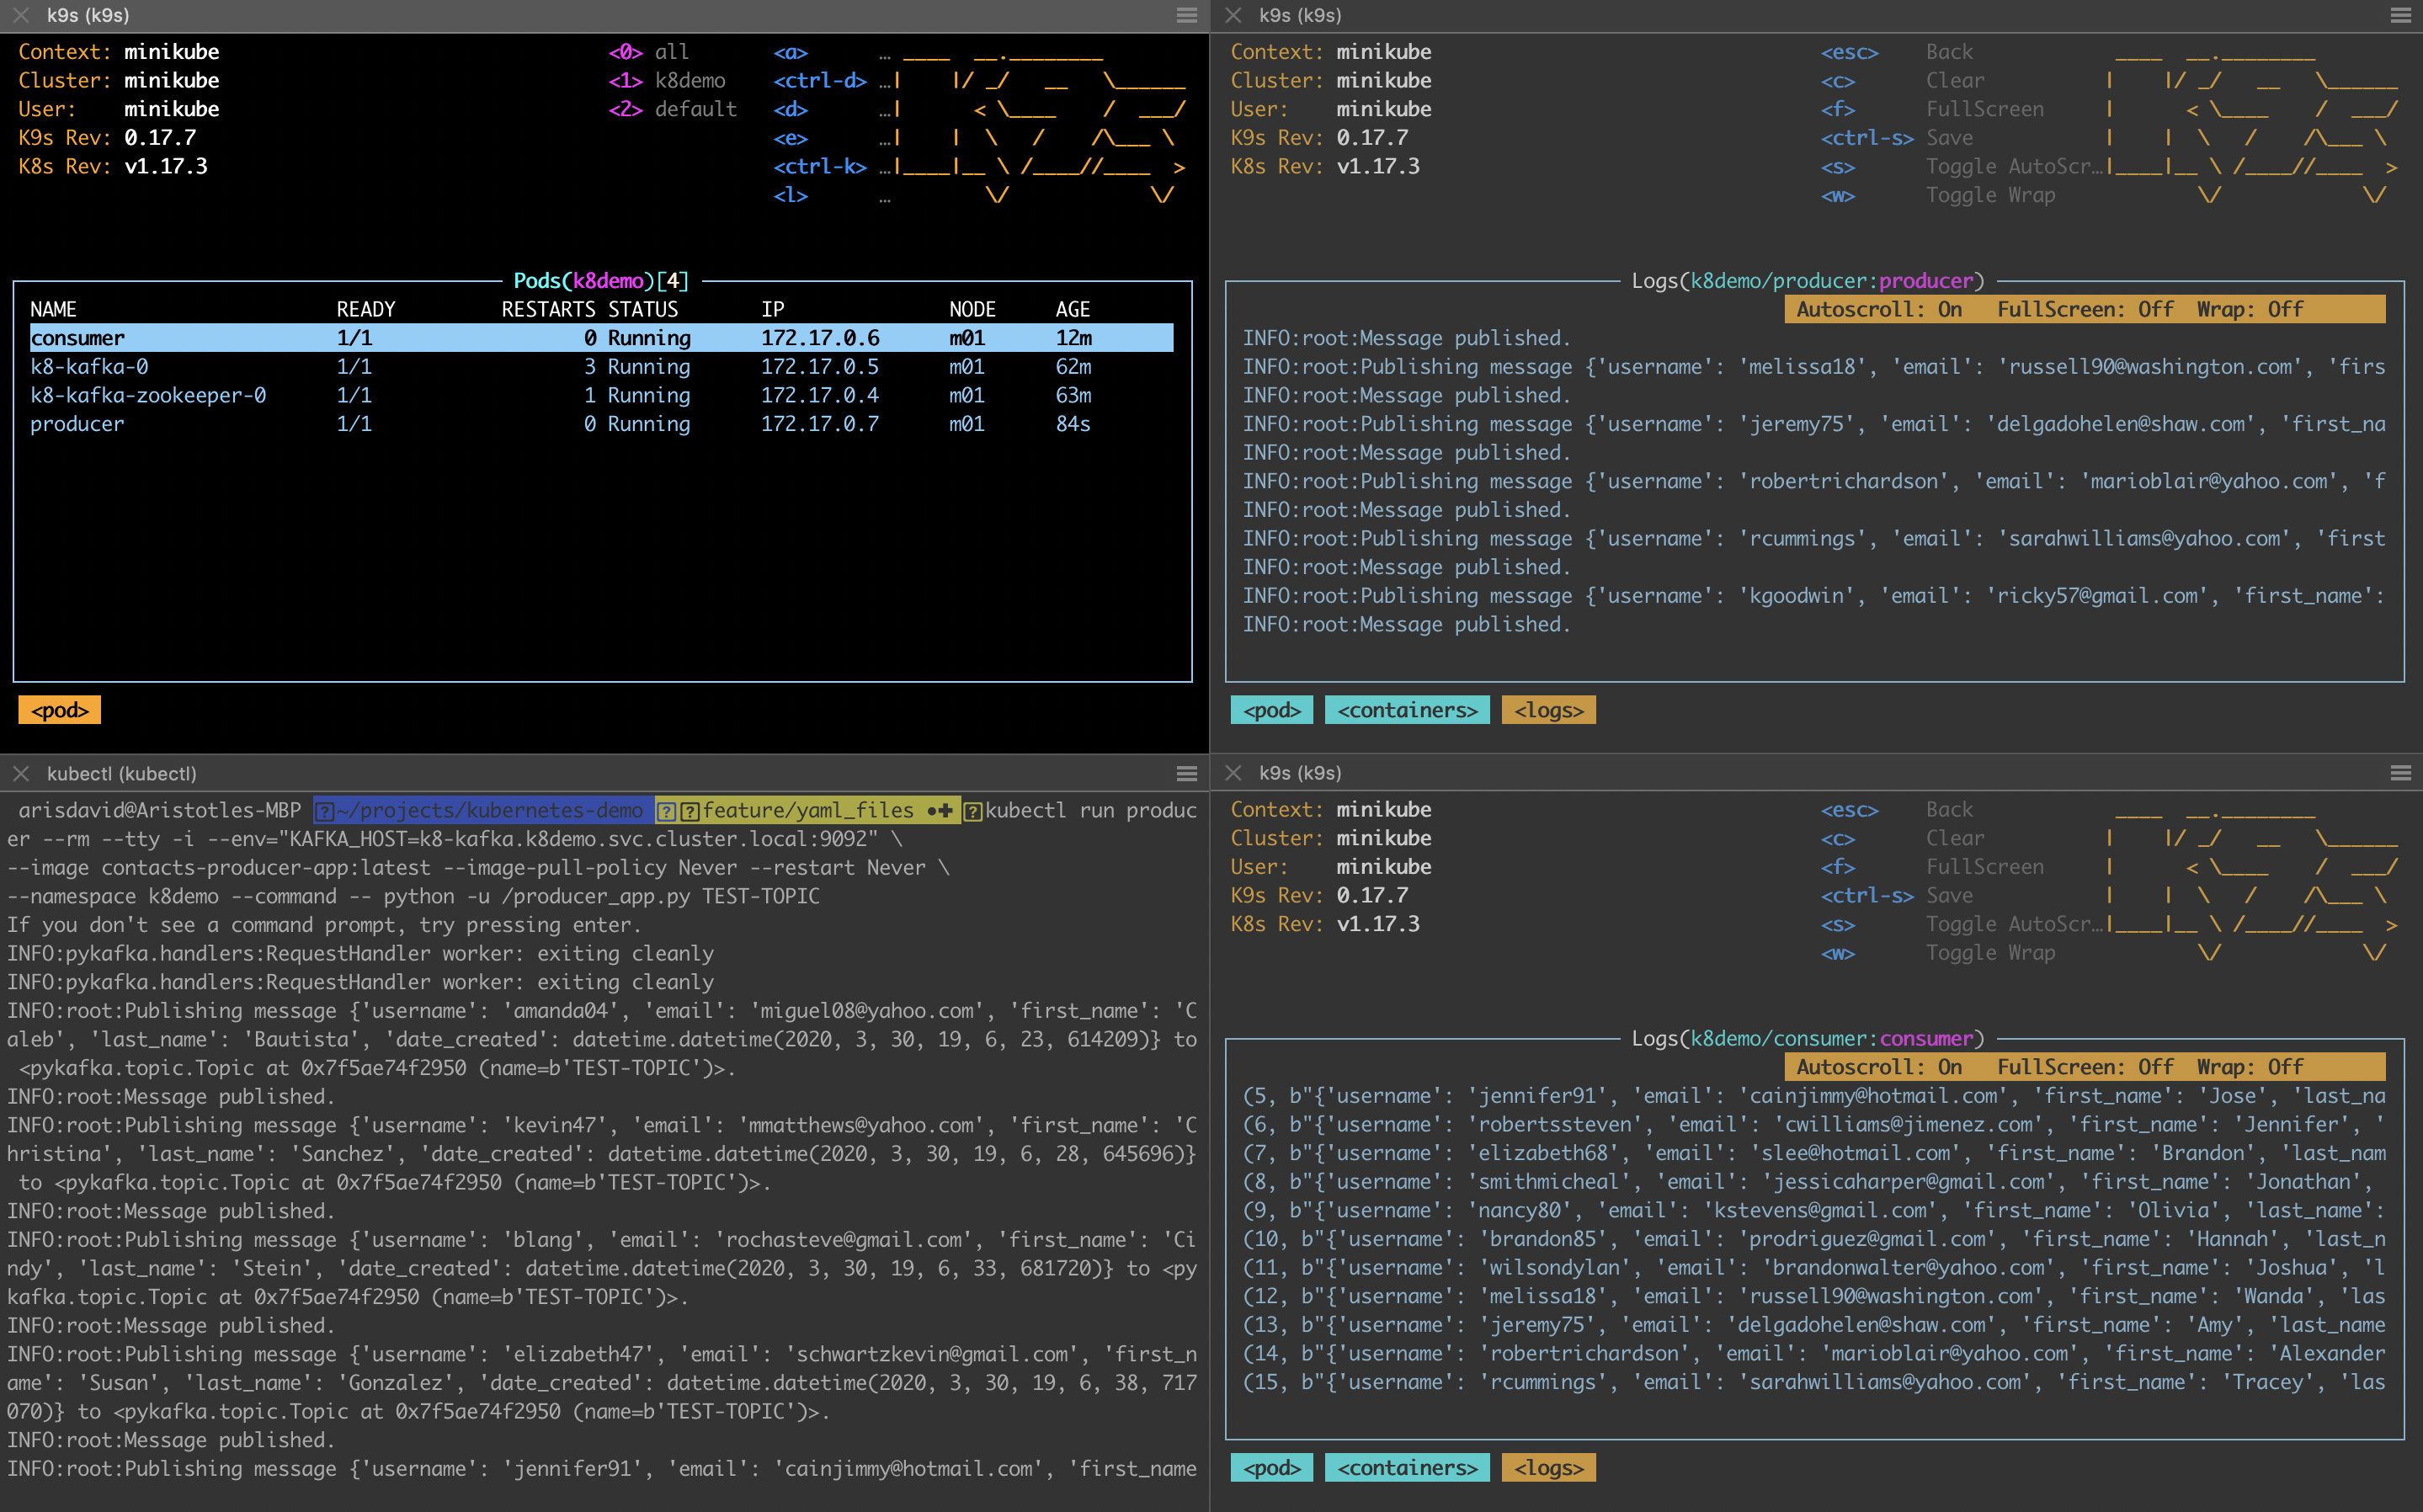 k9s (k9s)
Context: minikube <0> all <a> …
Cluster: minikube <1> k8demo <ctrl-d> …
User: minikube <2> default <d> …
K9s Rev: 0.17.7 <e> …
K8s Rev: v1.17.3 <ctrl-k> …
<l> …
Pods(k8demo)[4]
NAME READY RESTARTS STATUS IP NODE AGE
consumer 1/1 0 Running 172.17.0.6 m01 12m
k8-kafka-0 1/1 3 Running 172.17.0.5 m01 62m
k8-kafka-zookeeper-0 1/1 1 Running 172.17.0.4 m01 63m
producer 1/1 0 Running 172.17.0.7 m01 84s
<pod>
k9s (k9s)
Context: minikube <esc> Back
Cluster: minikube <c> Clear
User: minikube <f> FullScreen
K9s Rev: 0.17.7 <ctrl-s> Save
K8s Rev: v1.17.3 <s> Toggle AutoScr…
<w> Toggle Wrap
Logs(k8demo/producer:producer)
Autoscroll: On FullScreen: Off Wrap: Off
INFO:root:Message published.
INFO:root:Publishing message {'username': 'melissa18', 'email': 'russell90@washington.com', 'firs
INFO:root:Message published.
INFO:root:Publishing message {'username': 'jeremy75', 'email': 'delgadohelen@shaw.com', 'first_na
INFO:root:Message published.
INFO:root:Publishing message {'username': 'robertrichardson', 'email': 'marioblair@yahoo.com', 'f
INFO:root:Message published.
INFO:root:Publishing message {'username': 'rcummings', 'email': 'sarahwilliams@yahoo.com', 'first
INFO:root:Message published.
INFO:root:Publishing message {'username': 'kgoodwin', 'email': 'ricky57@gmail.com', 'first_name':
INFO:root:Message published.
<pod> <containers> <logs>
kubectl (kubectl)
arisdavid@Aristotles-MBP ~/projects/kubernetes-demo feature/yaml_files ●✚ kubectl run produc
er --rm --tty -i --env="KAFKA_HOST=k8-kafka.k8demo.svc.cluster.local:9092" \
--image contacts-producer-app:latest --image-pull-policy Never --restart Never \
--namespace k8demo --command -- python -u /producer_app.py TEST-TOPIC
If you don't see a command prompt, try pressing enter.
INFO:pykafka.handlers:RequestHandler worker: exiting cleanly
INFO:pykafka.handlers:RequestHandler worker: exiting cleanly
INFO:root:Publishing message {'username': 'amanda04', 'email': 'miguel08@yahoo.com', 'first_name': 'C
aleb', 'last_name': 'Bautista', 'date_created': datetime.datetime(2020, 3, 30, 19, 6, 23, 614209)} to
<pykafka.topic.Topic at 0x7f5ae74f2950 (name=b'TEST-TOPIC')>.
INFO:root:Message published.
INFO:root:Publishing message {'username': 'kevin47', 'email': 'mmatthews@yahoo.com', 'first_name': 'C
hristina', 'last_name': 'Sanchez', 'date_created': datetime.datetime(2020, 3, 30, 19, 6, 28, 645696)}
to <pykafka.topic.Topic at 0x7f5ae74f2950 (name=b'TEST-TOPIC')>.
INFO:root:Message published.
INFO:root:Publishing message {'username': 'blang', 'email': 'rochasteve@gmail.com', 'first_name': 'Ci
ndy', 'last_name': 'Stein', 'date_created': datetime.datetime(2020, 3, 30, 19, 6, 33, 681720)} to <py
kafka.topic.Topic at 0x7f5ae74f2950 (name=b'TEST-TOPIC')>.
INFO:root:Message published.
INFO:root:Publishing message {'username': 'elizabeth47', 'email': 'schwartzkevin@gmail.com', 'first_n
ame': 'Susan', 'last_name': 'Gonzalez', 'date_created': datetime.datetime(2020, 3, 30, 19, 6, 38, 717
070)} to <pykafka.topic.Topic at 0x7f5ae74f2950 (name=b'TEST-TOPIC')>.
INFO:root:Message published.
INFO:root:Publishing message {'username': 'jennifer91', 'email': 'cainjimmy@hotmail.com', 'first_name
k9s (k9s)
Context: minikube <esc> Back
Cluster: minikube <c> Clear
User: minikube <f> FullScreen
K9s Rev: 0.17.7 <ctrl-s> Save
K8s Rev: v1.17.3 <s> Toggle AutoScr…
<w> Toggle Wrap
Logs(k8demo/consumer:consumer)
Autoscroll: On FullScreen: Off Wrap: Off
(5, b"{'username': 'jennifer91', 'email': 'cainjimmy@hotmail.com', 'first_name': 'Jose', 'last_na
(6, b"{'username': 'robertssteven', 'email': 'cwilliams@jimenez.com', 'first_name': 'Jennifer', '
(7, b"{'username': 'elizabeth68', 'email': 'slee@hotmail.com', 'first_name': 'Brandon', 'last_nam
(8, b"{'username': 'smithmicheal', 'email': 'jessicaharper@gmail.com', 'first_name': 'Jonathan',
(9, b"{'username': 'nancy80', 'email': 'kstevens@gmail.com', 'first_name': 'Olivia', 'last_name':
(10, b"{'username': 'brandon85', 'email': 'prodriguez@gmail.com', 'first_name': 'Hannah', 'last_n
(11, b"{'username': 'wilsondylan', 'email': 'brandonwalter@yahoo.com', 'first_name': 'Joshua', 'l
(12, b"{'username': 'melissa18', 'email': 'russell90@washington.com', 'first_name': 'Wanda', 'las
(13, b"{'username': 'jeremy75', 'email': 'delgadohelen@shaw.com', 'first_name': 'Amy', 'last_name
(14, b"{'username': 'robertrichardson', 'email': 'marioblair@yahoo.com', 'first_name': 'Alexander
(15, b"{'username': 'rcummings', 'email': 'sarahwilliams@yahoo.com', 'first_name': 'Tracey', 'las
<pod> <containers> <logs>